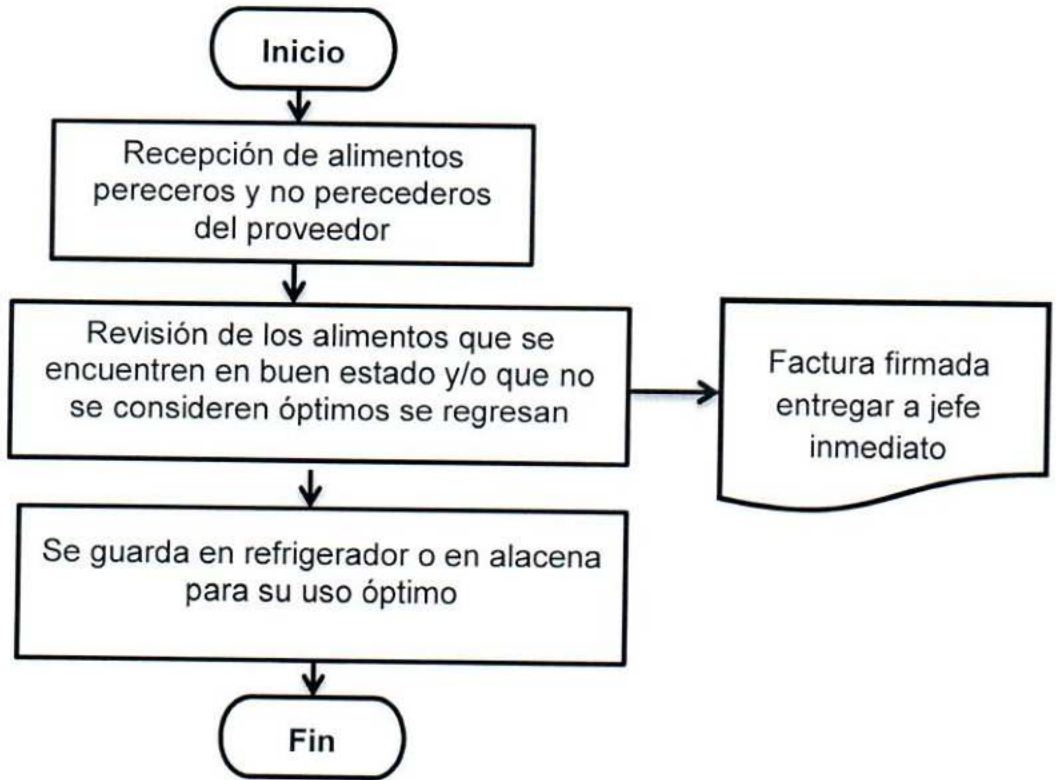 Inicio
Recepción de alimentos
pereceros y no perecederos
del proveedor
Revisión de los alimentos que se
encuentren en buen estado y/o que no
se consideren óptimos se regresan
Factura firmada
entregar a jefe
inmediato
Se guarda en refrigerador o en alacena
para su uso óptimo
Fin